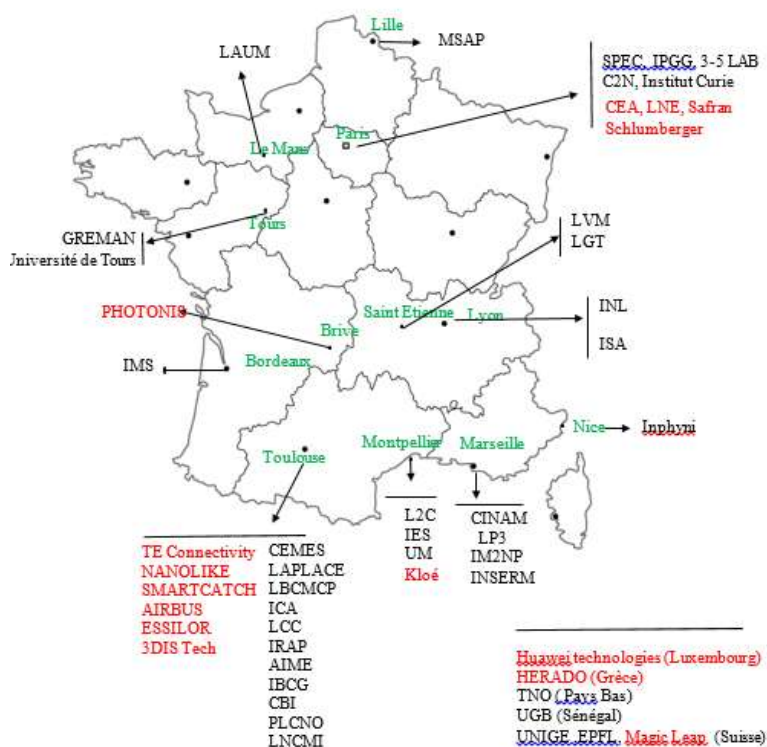 Lille
MSAP
LAUM
SPEC, IPGG, 3-5 LAB
C2N, Institut Curie
CEA, LNE, Safran
Schlumberger
Paris
Le Mans
Tours
GREMAN
Université de Tours
LVM
LGT
PHOTONIS
Saint Etienne
Lyon
INL
ISA
Brive
IMS
Bordeaux
Nice
Inphyni
Toulouse
Montpellier
Marseille
L2C
IES
UM
Kloé
CINAM
LP3
IM2NP
INSERM
TE Connectivity
NANOLIKE
SMARTCATCH
AIRBUS
ESSILOR
3DIS Tech
CEMES
LAPLACE
LBCMCP
ICA
LCC
IRAP
AIME
IBCG
CBI
PLCNO
LNCMI
Huawei technologies (Luxembourg)
HERADO (Grèce)
TNO ( Pays Bas)
UGB (Sénégal)
UNIGE ,EPFL, Magic Leap (Suisse)